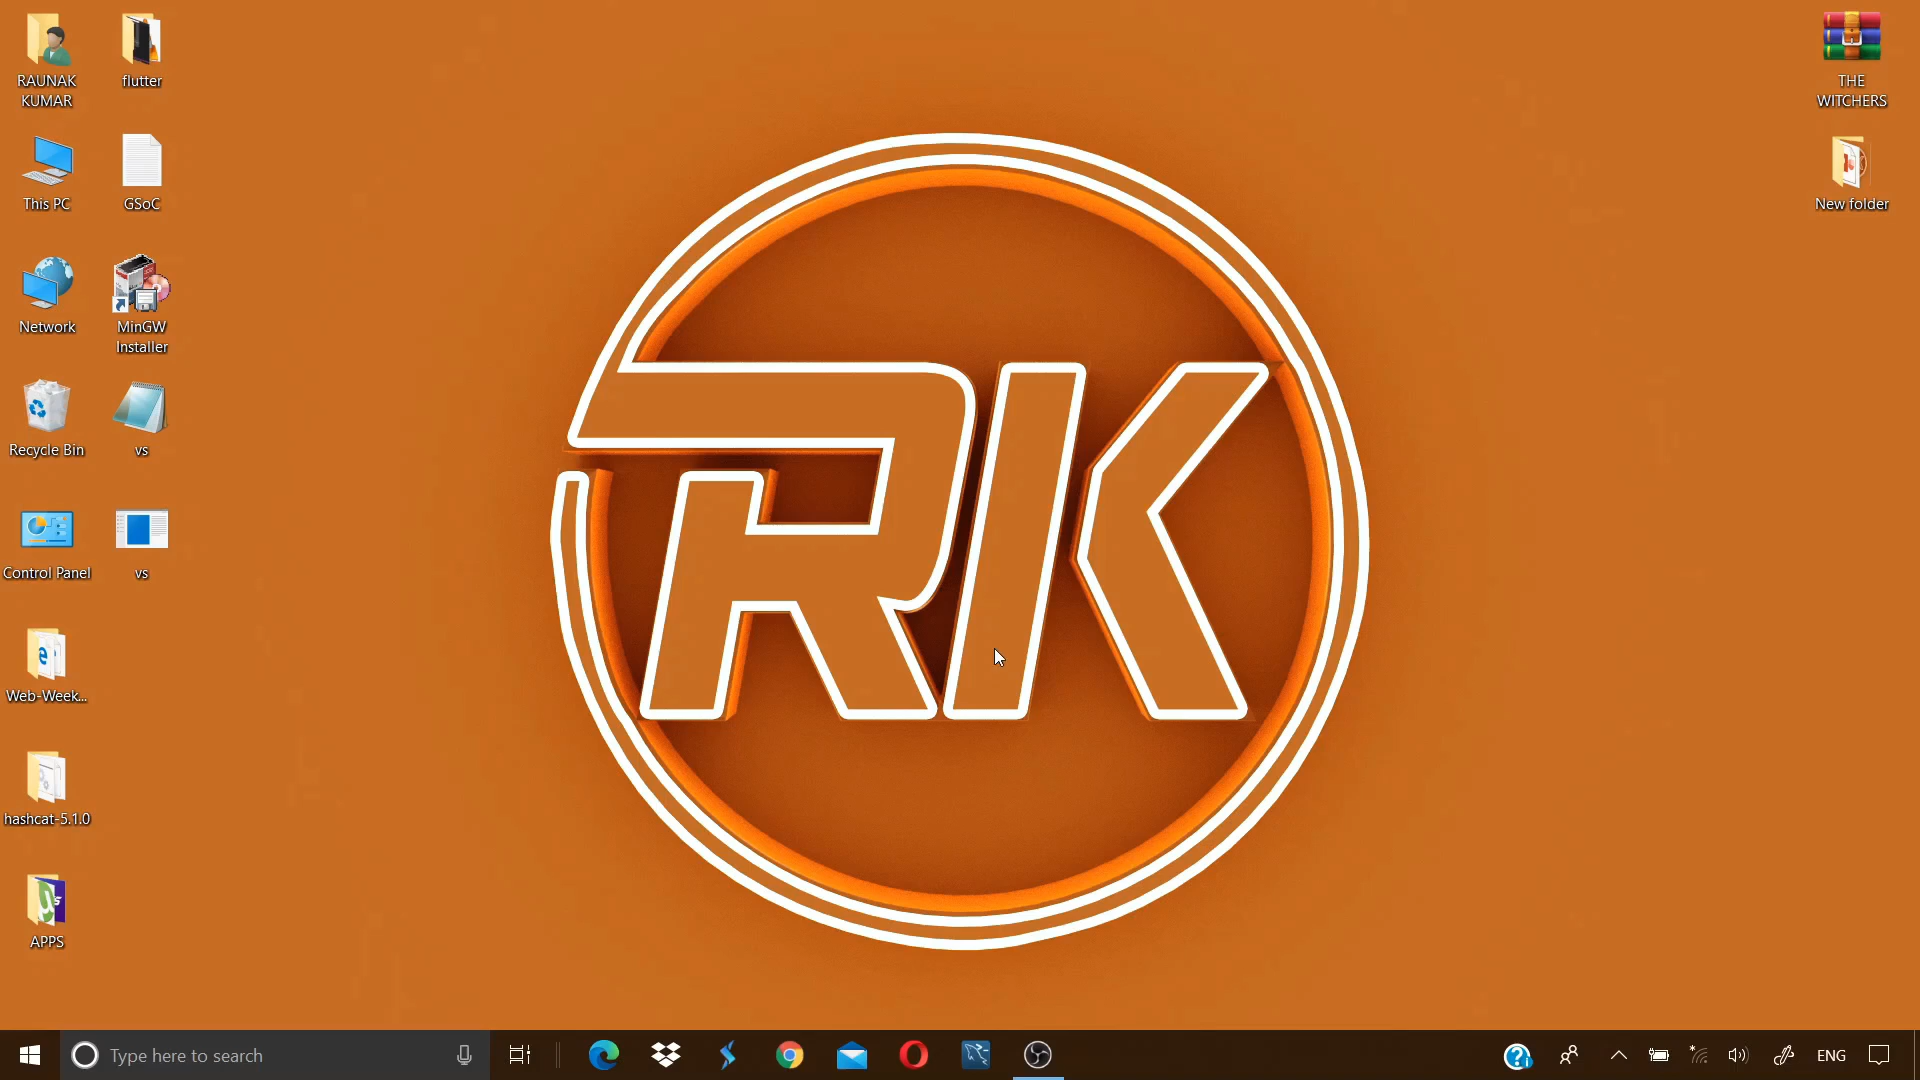 RAUNAK
KUMAR
flutter
THE
WITCHERS
This PC
GSoC
New folder
Network
MinGW
Installer
Recycle Bin
vs
Control Panel
vs
Web-Week...
hashcat-5.1.0
APPS
RK
Type here to search
ENG